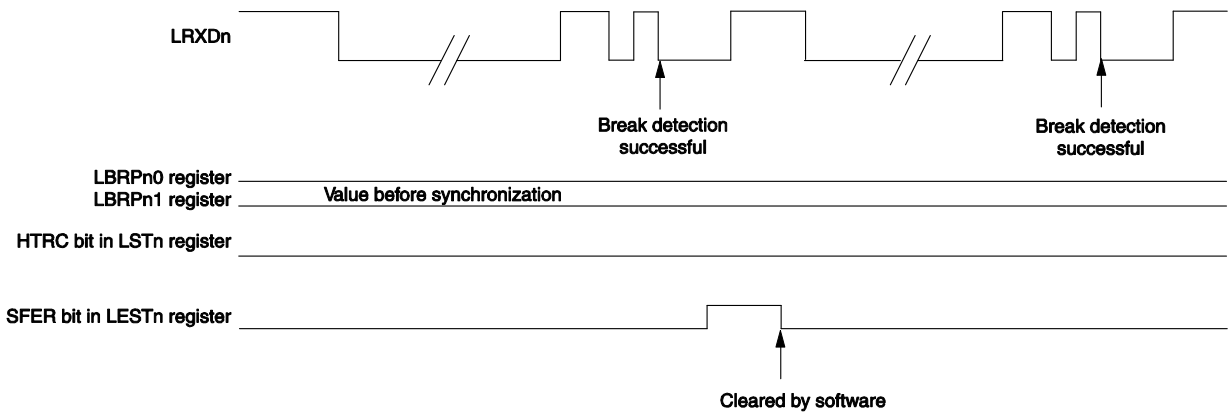 LRXDn
Break detection
successful
Break detection
successful
LBRPn0 register
LBRPn1 register
Value before synchronization
HTRC bit in LSTn register
SFER bit in LESTn register
Cleared by software